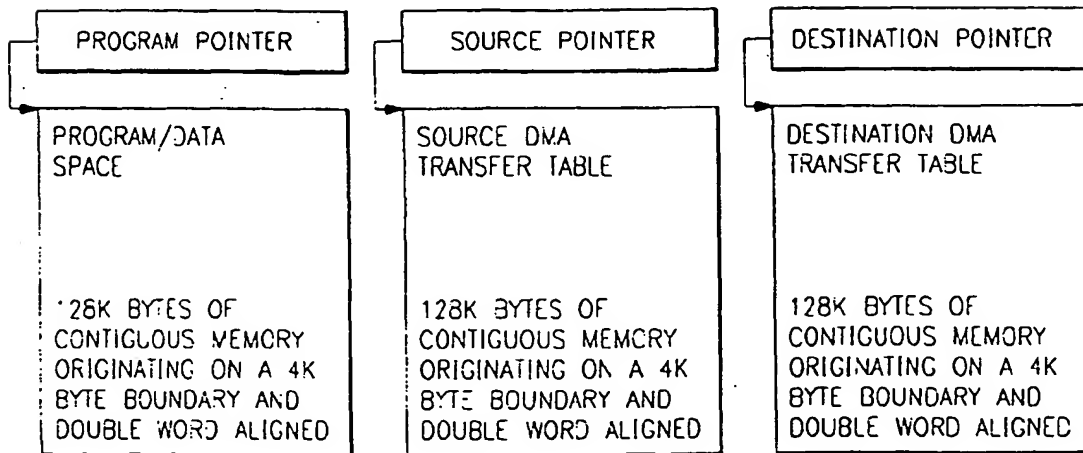 PROGRAM POINTER
SOURCE POINTER
DESTINATION POINTER
PROGRAM/DATA
SPACE
128K BYTES OF
CONTIGUOUS MEMORY
ORIGINATING ON A 4K
BYTE BOUNDARY AND
DOUBLE WORD ALIGNED
SOURCE DMA
TRANSFER TABLE
128K BYTES OF
CONTIGUOUS MEMORY
ORIGINATING ON A 4K
BYTE BOUNDARY AND
DOUBLE WORD ALIGNED
DESTINATION DMA
TRANSFER TABLE
128K BYTES OF
CONTIGUOUS MEMORY
ORIGINATING ON A 4K
BYTE BOUNDARY AND
DOUBLE WORD ALIGNED